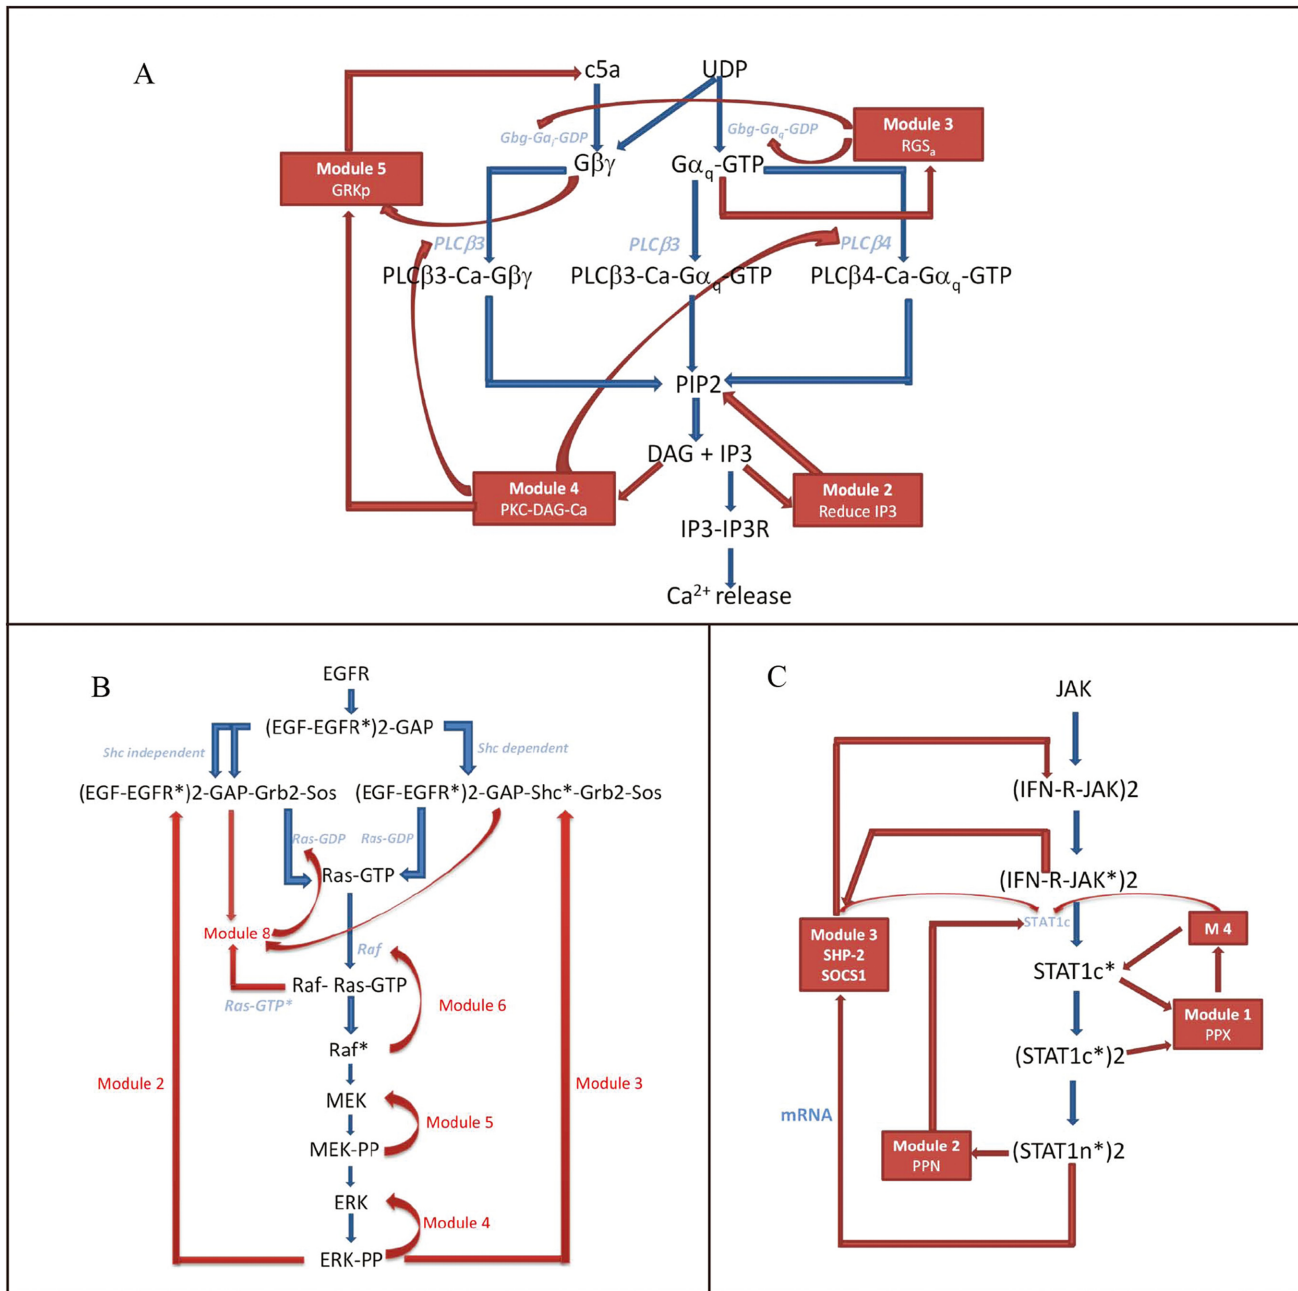 A
c5a
UDP
Gbg-Gaᵢ-GDP
Gbg-Gα_q-GDP
Module 3
RGSₐ
Module 5
GRKp
Gβγ
Gα_q-GTP
PLCβ3
PLCβ3
PLCβ4
PLCβ3-Ca-Gβγ
PLCβ3-Ca-Gα_q-GTP
PLCβ4-Ca-Gα_q-GTP
PIP2
DAG + IP3
Module 4
PKC-DAG-Ca
Module 2
Reduce IP3
IP3-IP3R
Ca²⁺ release
B
EGFR
(EGF-EGFR*)2-GAP
Shc independent
Shc dependent
(EGF-EGFR*)2-GAP-Grb2-Sos
(EGF-EGFR*)2-GAP-Shc*-Grb2-Sos
Ras-GDP
Ras-GDP
Ras-GTP
Module 8
Raf
Raf- Ras-GTP
Ras-GTP*
Module 6
Raf*
Module 2
Module 3
MEK
Module 5
MEK-PP
ERK
Module 4
ERK-PP
C
JAK
(IFN-R-JAK)2
(IFN-R-JAK*)2
STAT1c
Module 3
SHP-2
SOCS1
M 4
STAT1c*
Module 1
PPX
(STAT1c*)2
mRNA
Module 2
PPN
(STAT1n*)2